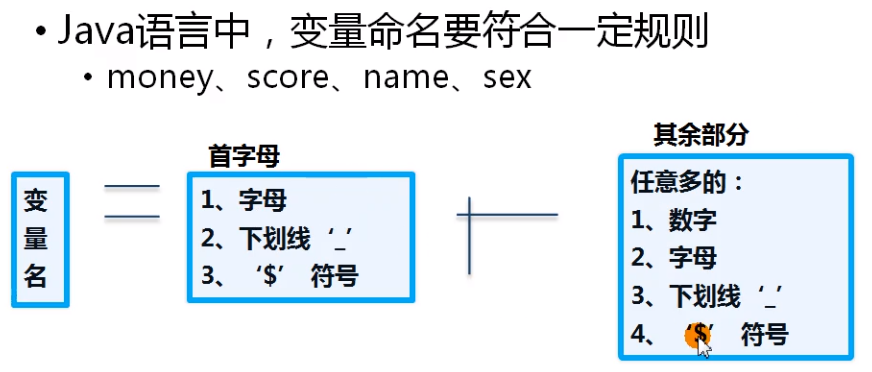 • Java语言中，变量命名要符合一定规则
• money、score、name、sex
首字母
其余部分
变量名
1、字母
2、下划线‘_’
3、‘$’ 符号
任意多的：
1、数字
2、字母
3、下划线‘_’
4、‘$’ 符号